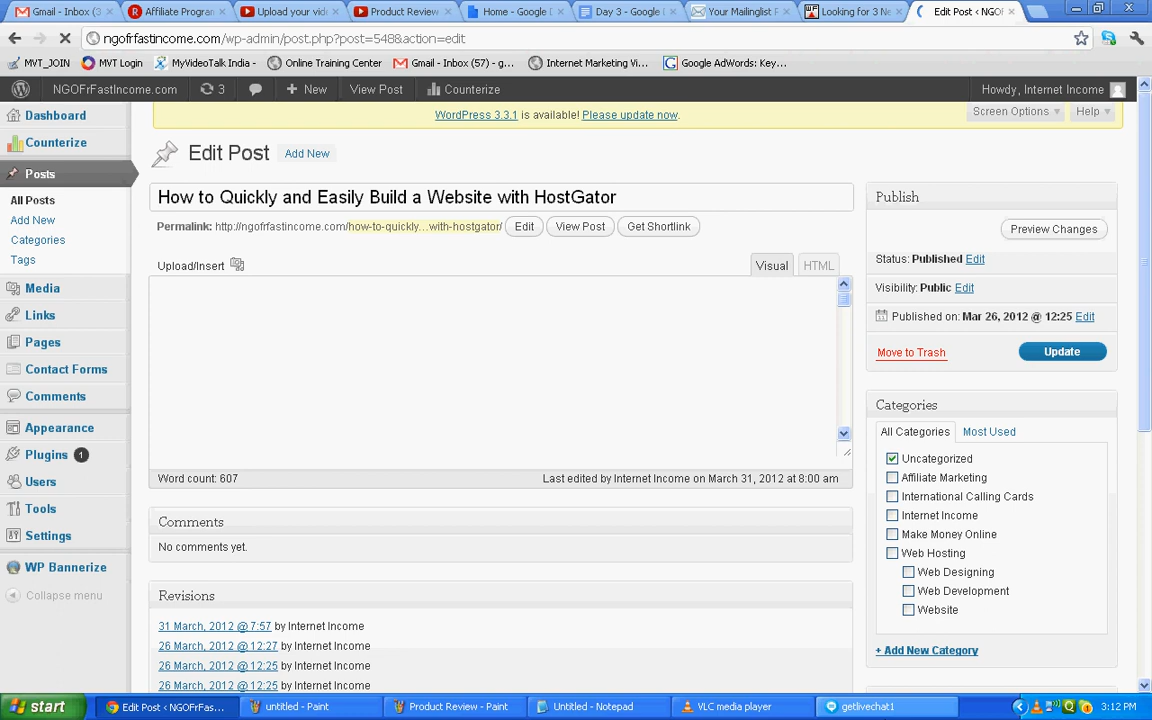 Gmail - Inbox (3
Affiliate Progran
Upload your vide
Product Review
Home - Google D
Day 3 - Google D
Your Mailinglist R
Looking for 3 Ne
Edit Post ‹ NGOF
ngofrfastincome.com/wp-admin/post.php?post=548&action=edit
MVT_JOIN
MVT Login
MyVideoTalk India -
Online Training Center
Gmail - Inbox (57) - g...
Internet Marketing Vi...
Google AdWords: Key...
NGOFrFastIncome.com
3
New
View Post
Counterize
Howdy, Internet Income
WordPress 3.3.1 is available! Please update now.
Screen Options
Help
Dashboard
Counterize
Posts
All Posts
Add New
Categories
Tags
Media
Links
Pages
Contact Forms
Comments
Appearance
Plugins 1
Users
Tools
Settings
WP Bannerize
Collapse menu
Edit Post
Add New
How to Quickly and Easily Build a Website with HostGator
Permalink: http://ngofrfastincome.com/how-to-quickly...with-hostgator/
Edit
View Post
Get Shortlink
Upload/Insert
Visual
HTML
Word count: 607
Last edited by Internet Income on March 31, 2012 at 8:00 am
Comments
No comments yet.
Revisions
31 March, 2012 @ 7:57 by Internet Income
26 March, 2012 @ 12:27 by Internet Income
26 March, 2012 @ 12:25 by Internet Income
26 March, 2012 @ 12:25 by Internet Income
Publish
Preview Changes
Status: Published Edit
Visibility: Public Edit
Published on: Mar 26, 2012 @ 12:25 Edit
Move to Trash
Update
Categories
All Categories
Most Used
Uncategorized
Affiliate Marketing
International Calling Cards
Internet Income
Make Money Online
Web Hosting
Web Designing
Web Development
Website
+ Add New Category
start
Edit Post ‹ NGOFrFas...
untitled - Paint
Product Review - Paint
Untitled - Notepad
VLC media player
getlivechat1
3:12 PM